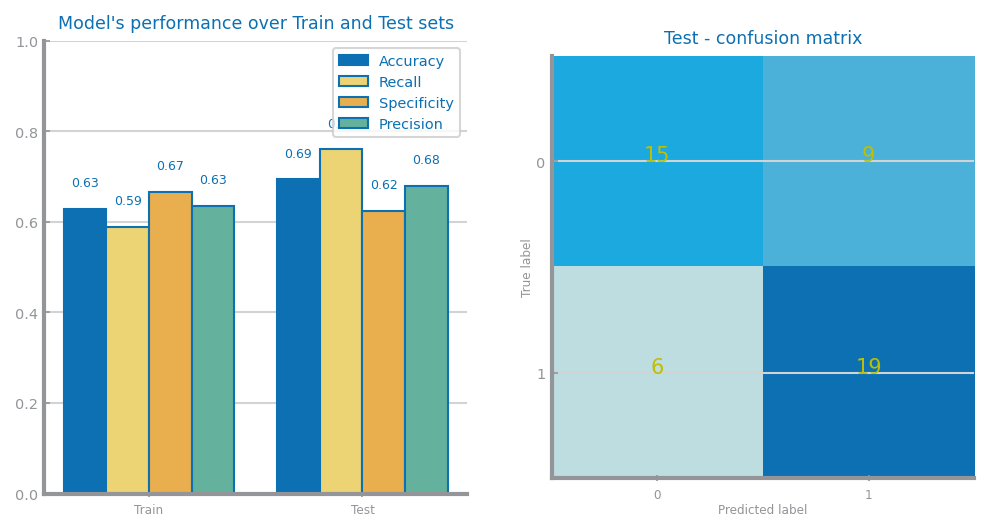 Model's performance over Train and Test sets
1.0
0.8
0.6
0.4
0.2
0.0
Accuracy
Recall
Specificity
Precision
0.63
0.59
0.67
0.63
0.69
0.62
0.68
Train
Test
Test - confusion matrix
True label
0
1
15
9
6
19
0
1
Predicted label